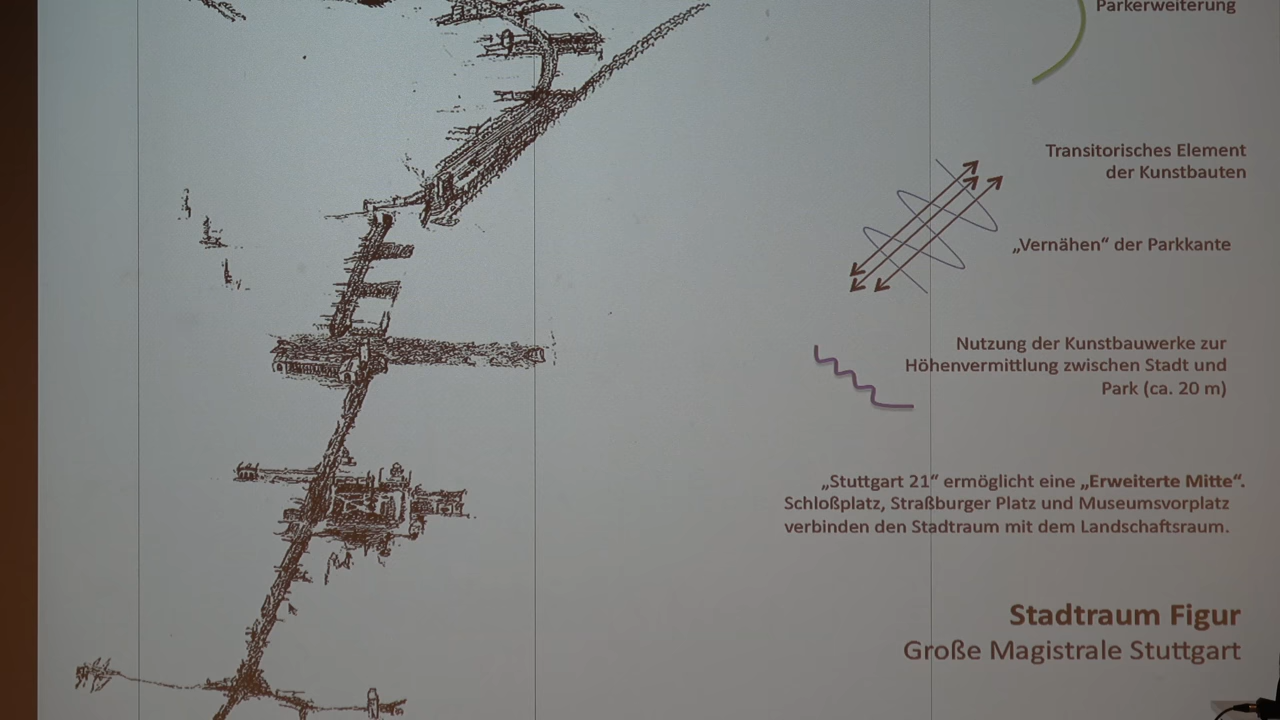 Parkerweiterung
Transitorisches Element
der Kunstbauten
„Vernähen“ der Parkkante
Nutzung der Kunstbauwerke zur
Höhenvermittlung zwischen Stadt und
Park (ca. 20 m)
„Stuttgart 21“ ermöglicht eine „Erweiterte Mitte“.
Schloßplatz, Straßburger Platz und Museumsvorplatz
verbinden den Stadtraum mit dem Landschaftsraum.
Stadtraum Figur
Große Magistrale Stuttgart